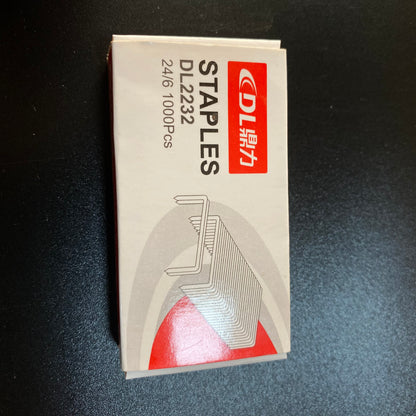 DL鼎力
STAPLES
DL2232
24/6 1000Pcs